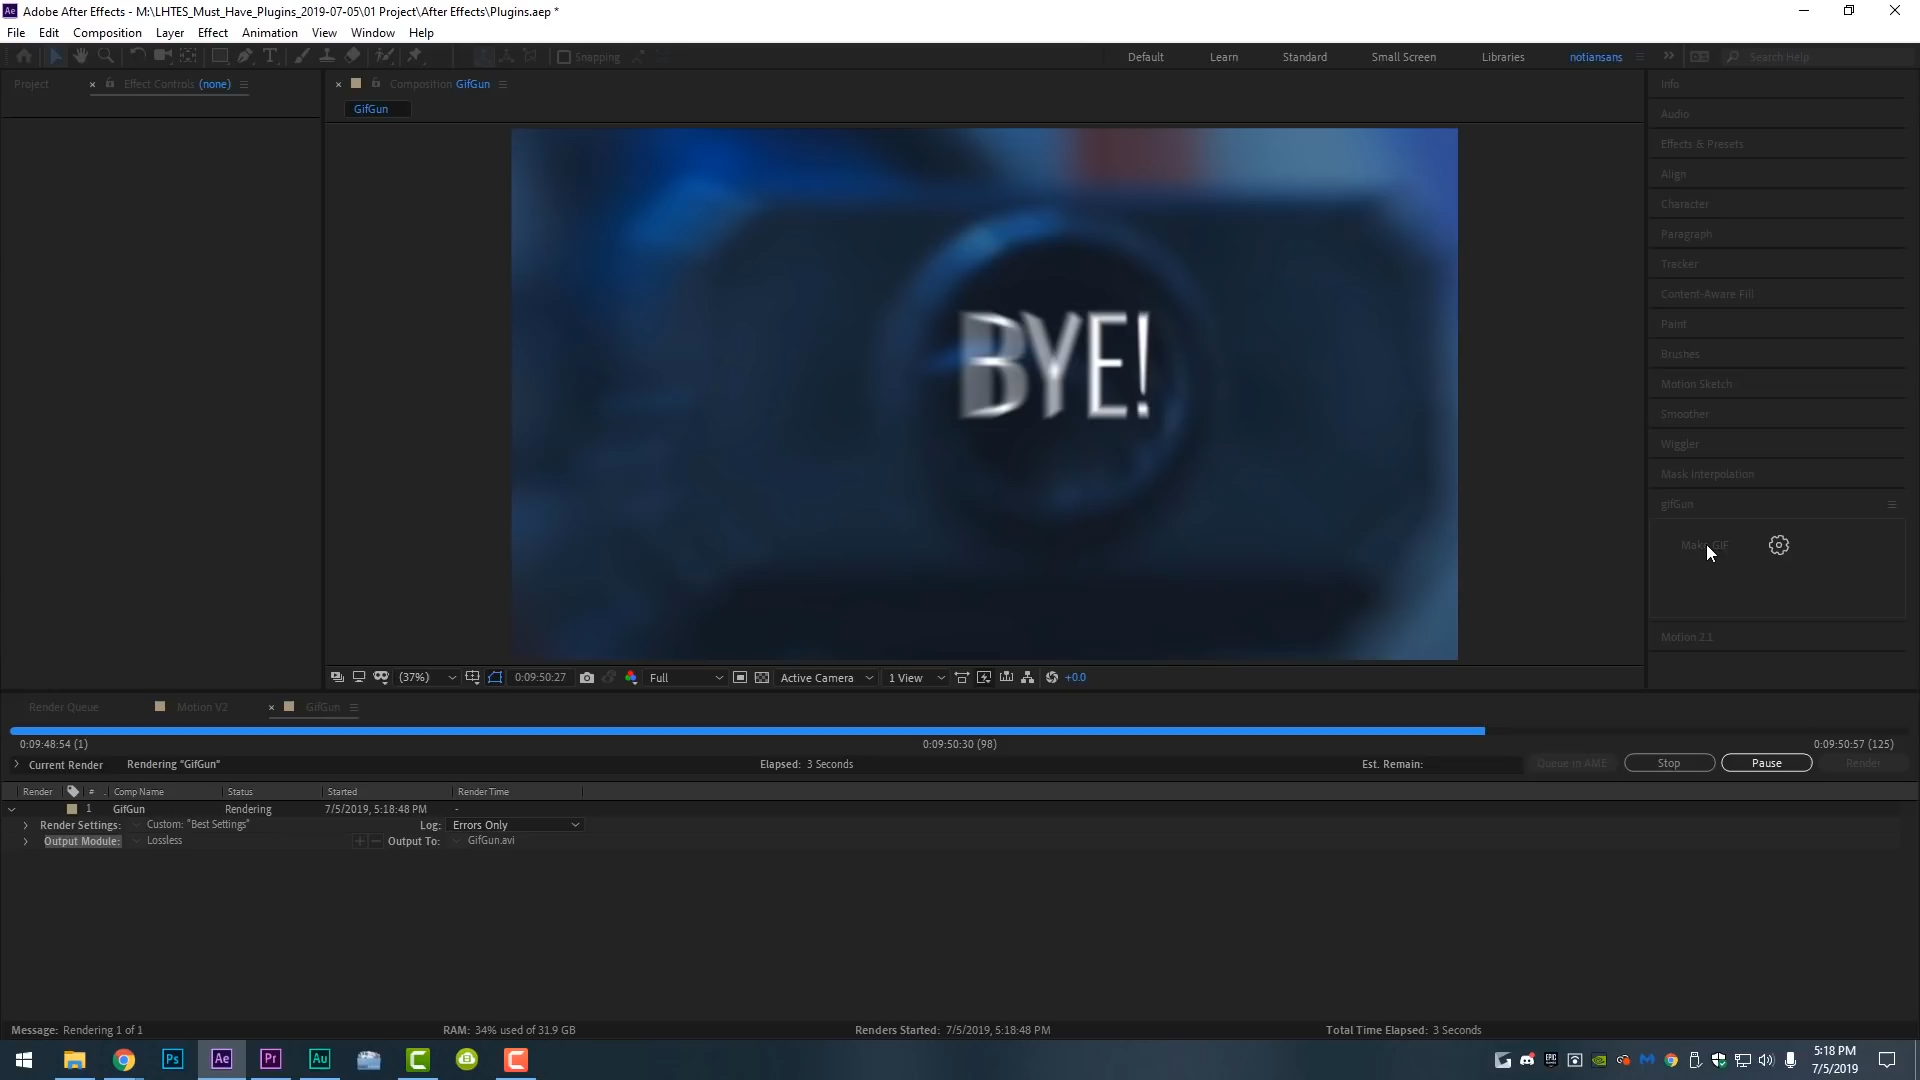 Ae Adobe After Effects - M:\LHTES_Must_Have_Plugins_2019-07-05\01 Project\After Effects\Plugins.aep *
File Edit Composition Layer Effect Animation View Window Help
Snapping Default Learn Standard Small Screen Libraries notiansans Search Help
Project Effect Controls (none) Composition GifGun Info
GifGun Audio
Effects & Presets
Align
Character
Paragraph
Tracker
Content-Aware Fill
Paint
Brushes
BYE!
Motion Sketch
Smoother
Wiggler
Mask Interpolation
gifGun
Make GIF
Motion 2.1
(37%) 0:09:50:27 Full Active Camera 1 View +0.0
Render Queue Motion V2 GifGun
0:09:48:54 (1) 0:09:50:30 (98) 0:09:50:57 (125)
Current Render Rendering "GifGun" Elapsed: 3 Seconds Est. Remain: Queue in AME Stop Pause Render
Render # Comp Name Status Started Render Time
1 GifGun Rendering 7/5/2019, 5:18:48 PM -
Render Settings: Custom: "Best Settings" Log: Errors Only
Output Module: Lossless Output To: GifGun.avi
Message: Rendering 1 of 1 RAM: 34% used of 31.9 GB Renders Started: 7/5/2019, 5:18:48 PM Total Time Elapsed: 3 Seconds
Ps Ae Pr Au 5:18 PM
7/5/2019